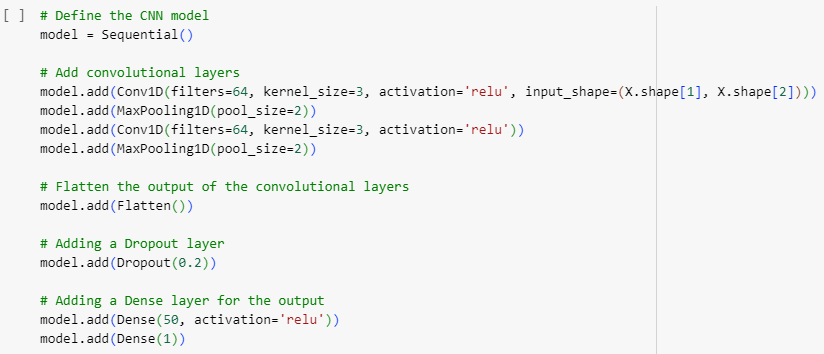 [ ] # Define the CNN model
model = Sequential()
# Add convolutional layers
model.add(Conv1D(filters=64, kernel_size=3, activation='relu', input_shape=(X.shape[1], X.shape[2])))
model.add(MaxPooling1D(pool_size=2))
model.add(Conv1D(filters=64, kernel_size=3, activation='relu'))
model.add(MaxPooling1D(pool_size=2))
# Flatten the output of the convolutional layers
model.add(Flatten())
# Adding a Dropout layer
model.add(Dropout(0.2))
# Adding a Dense layer for the output
model.add(Dense(50, activation='relu'))
model.add(Dense(1))